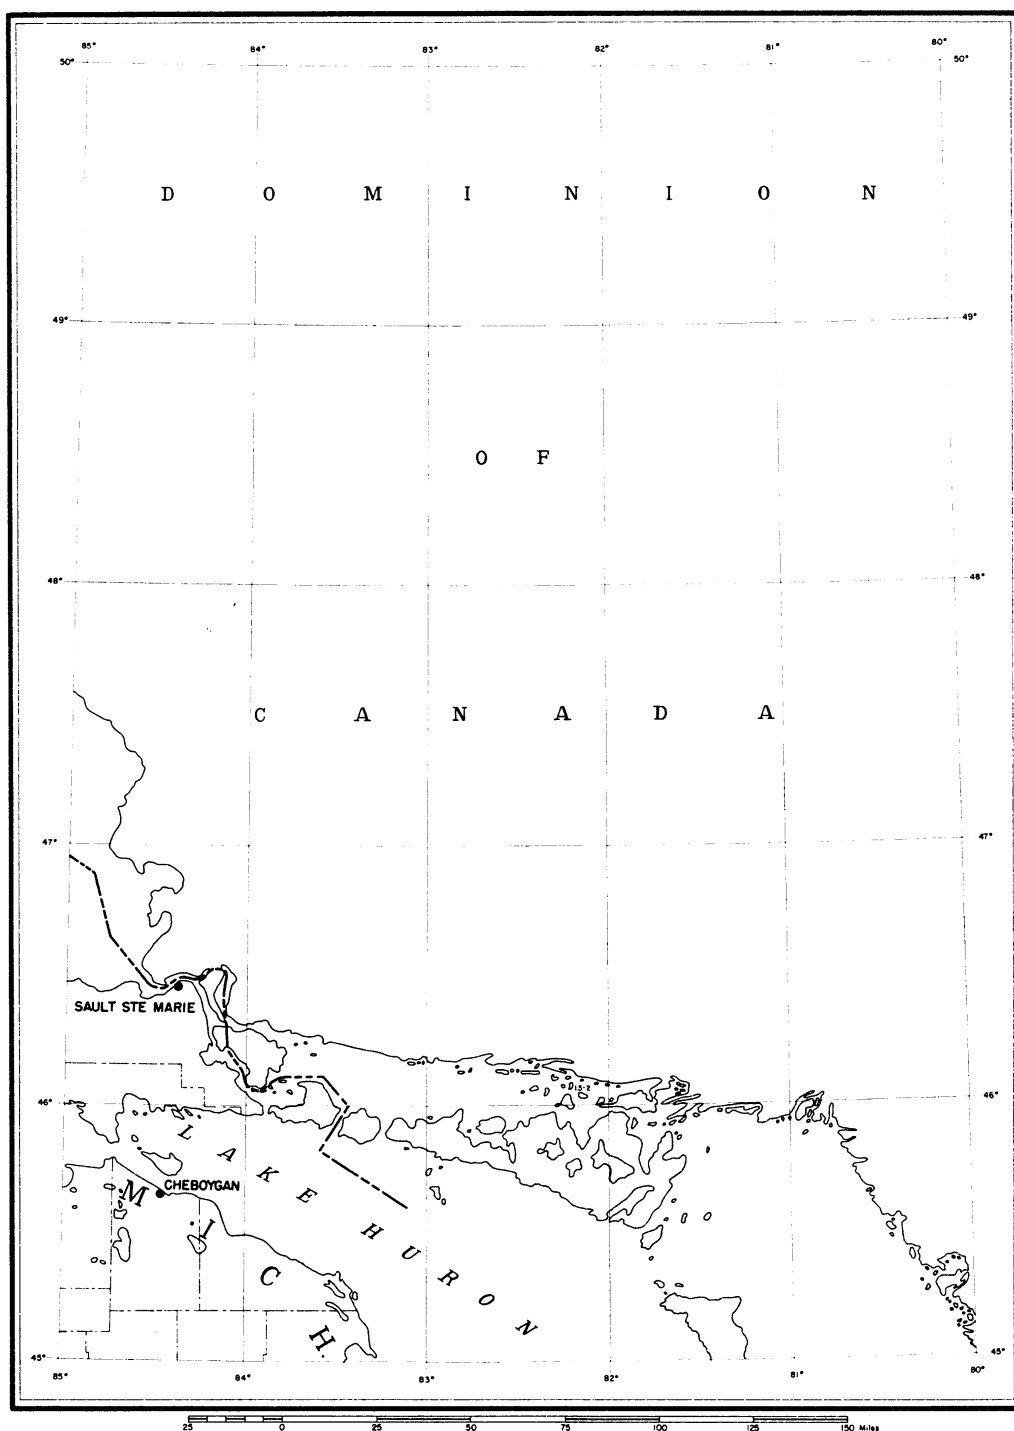 85° 84° 83° 82° 81° 80°
50° 50°
D O M I N I O N
49° 49°
O F
48° 48°
C A N A D A
47° 47°
SAULT STE MARIE
15-2
46° 46°
LAKE HURON
CHEBOYGAN
MICH.
45° 45°
85° 84° 83° 82° 81° 80°
25 0 25 50 75 100 125 150 Miles